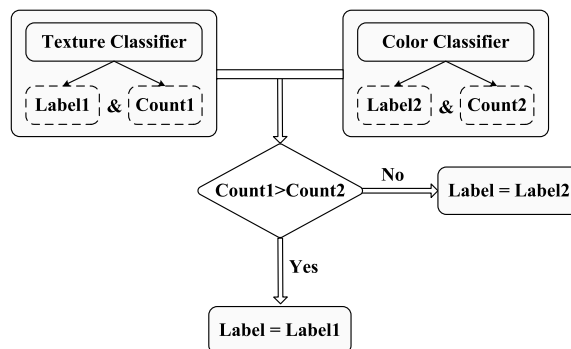 Texture Classifier
Label1 & Count1
Color Classifier
Label2 & Count2
Count1>Count2
No
Label = Label2
Yes
Label = Label1